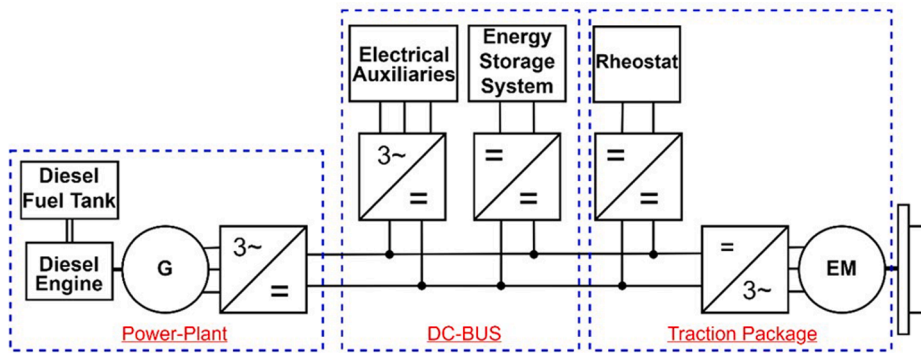 Electrical
Auxiliaries
Energy
Storage
System
Rheostat
3~
=
=
=
=
=
Diesel
Fuel Tank
Diesel
Engine
G
3~
=
=
3~
EM
Power-Plant
DC-BUS
Traction Package